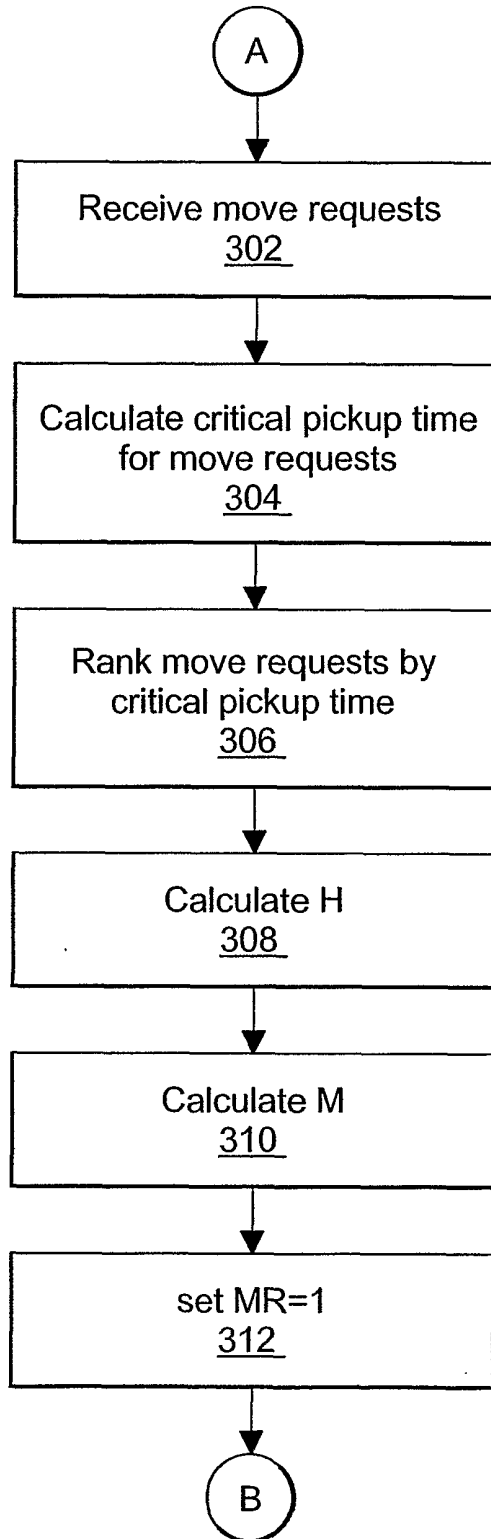 A
Receive move requests
302
Calculate critical pickup time
for move requests
304
Rank move requests by
critical pickup time
306
Calculate H
308
Calculate M
310
set MR=1
312
B